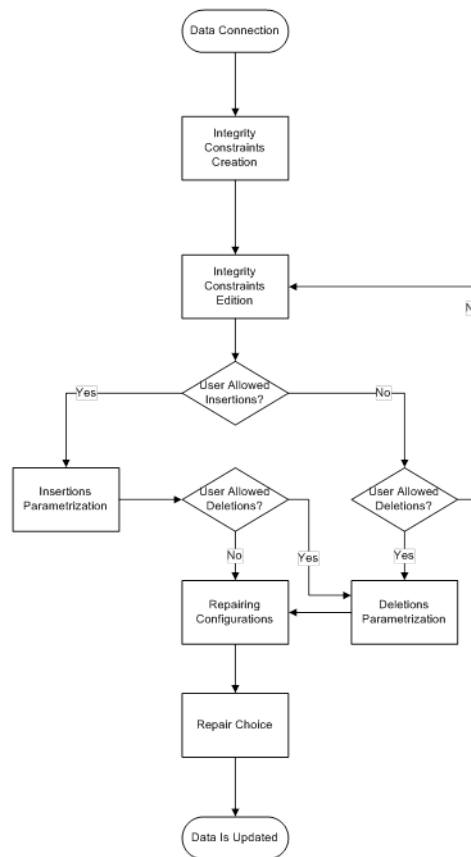 Data Connection
Integrity
Constraints
Creation
Integrity
Constraints
Edition
User Allowed
Insertions?
Yes
No
Insertions
Parametrization
User Allowed
Deletions?
User Allowed
Deletions?
No
Yes
Yes
Repairing
Configurations
Deletions
Parametrization
Repair Choice
Data Is Updated